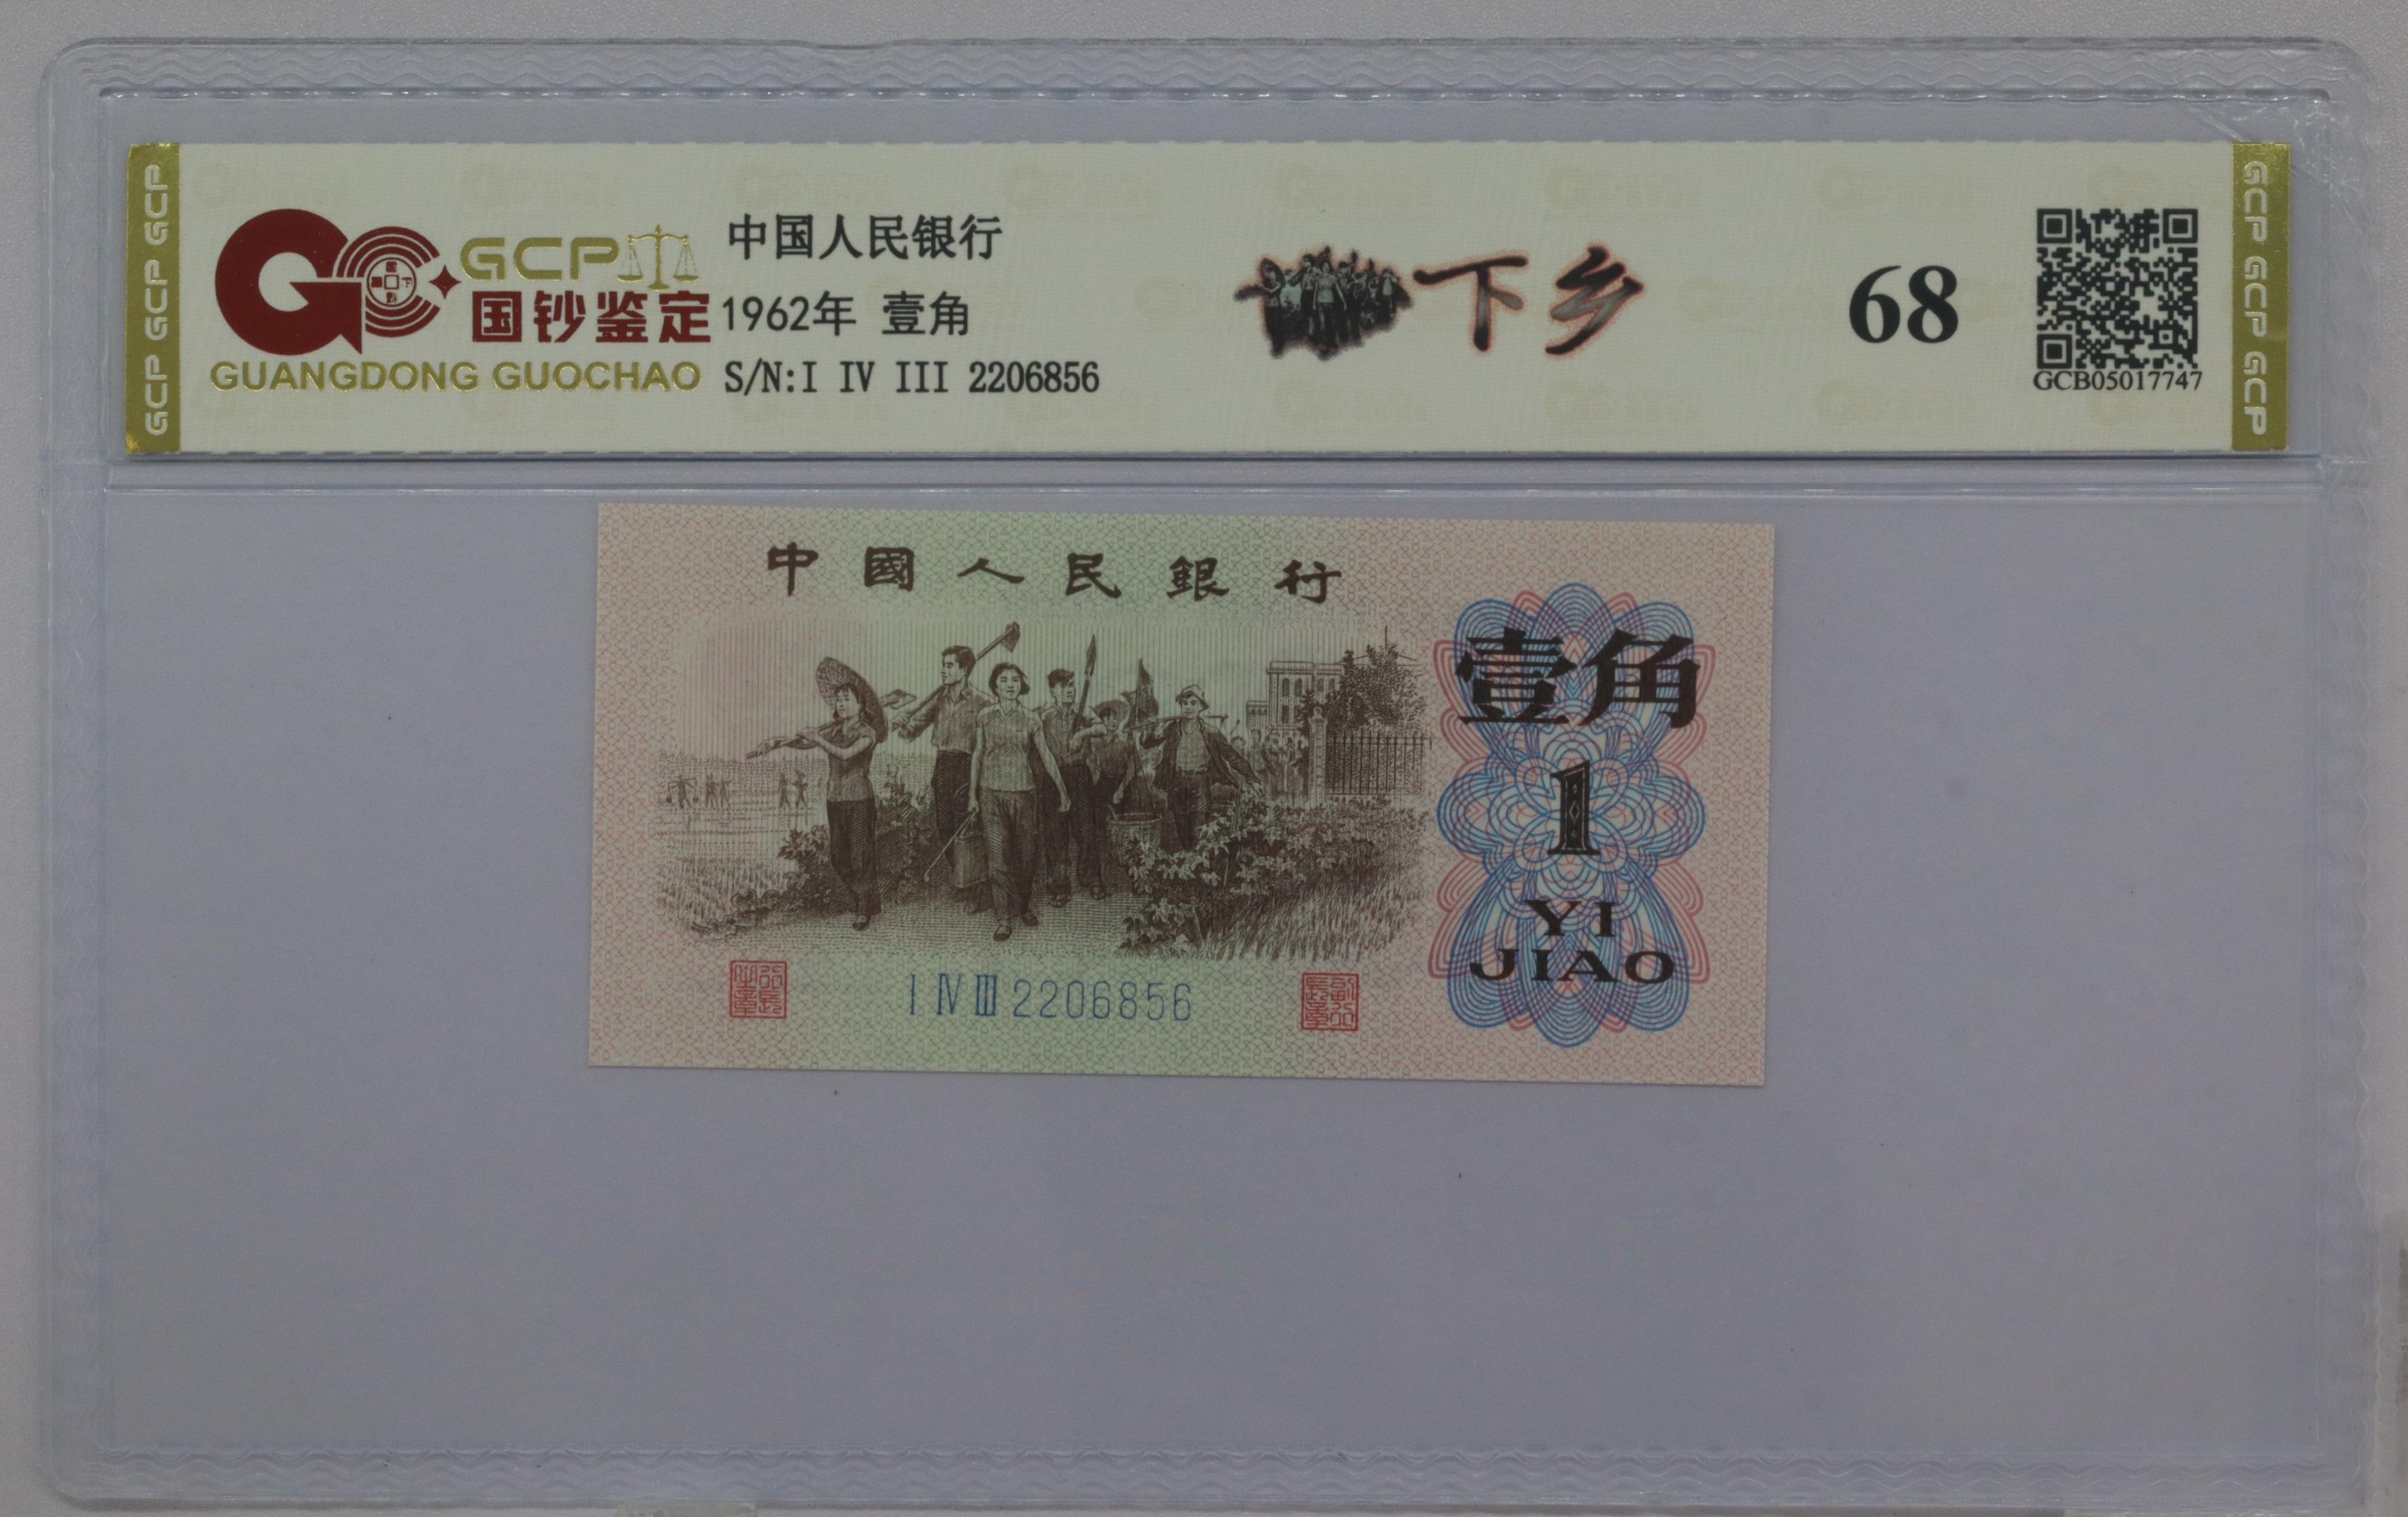 GCP GCP GCP
GCP
国钞鉴定
GUANGDONG GUOCHAO
中国人民银行
1962年 壹角
S/N:I IV III 2206856
下乡
68
GCB05017747
GCP GCP GCP
中國人民銀行
壹角
1
YI
JIAO
I IV III 2206856